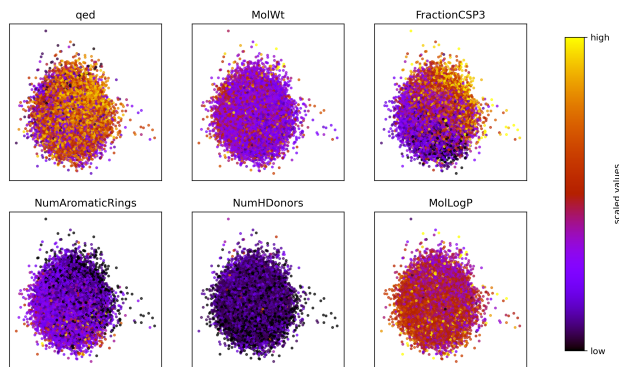 qed MolWt FractionCSP3
high
NumAromaticRings NumHDonors MolLogP
scaled values
low